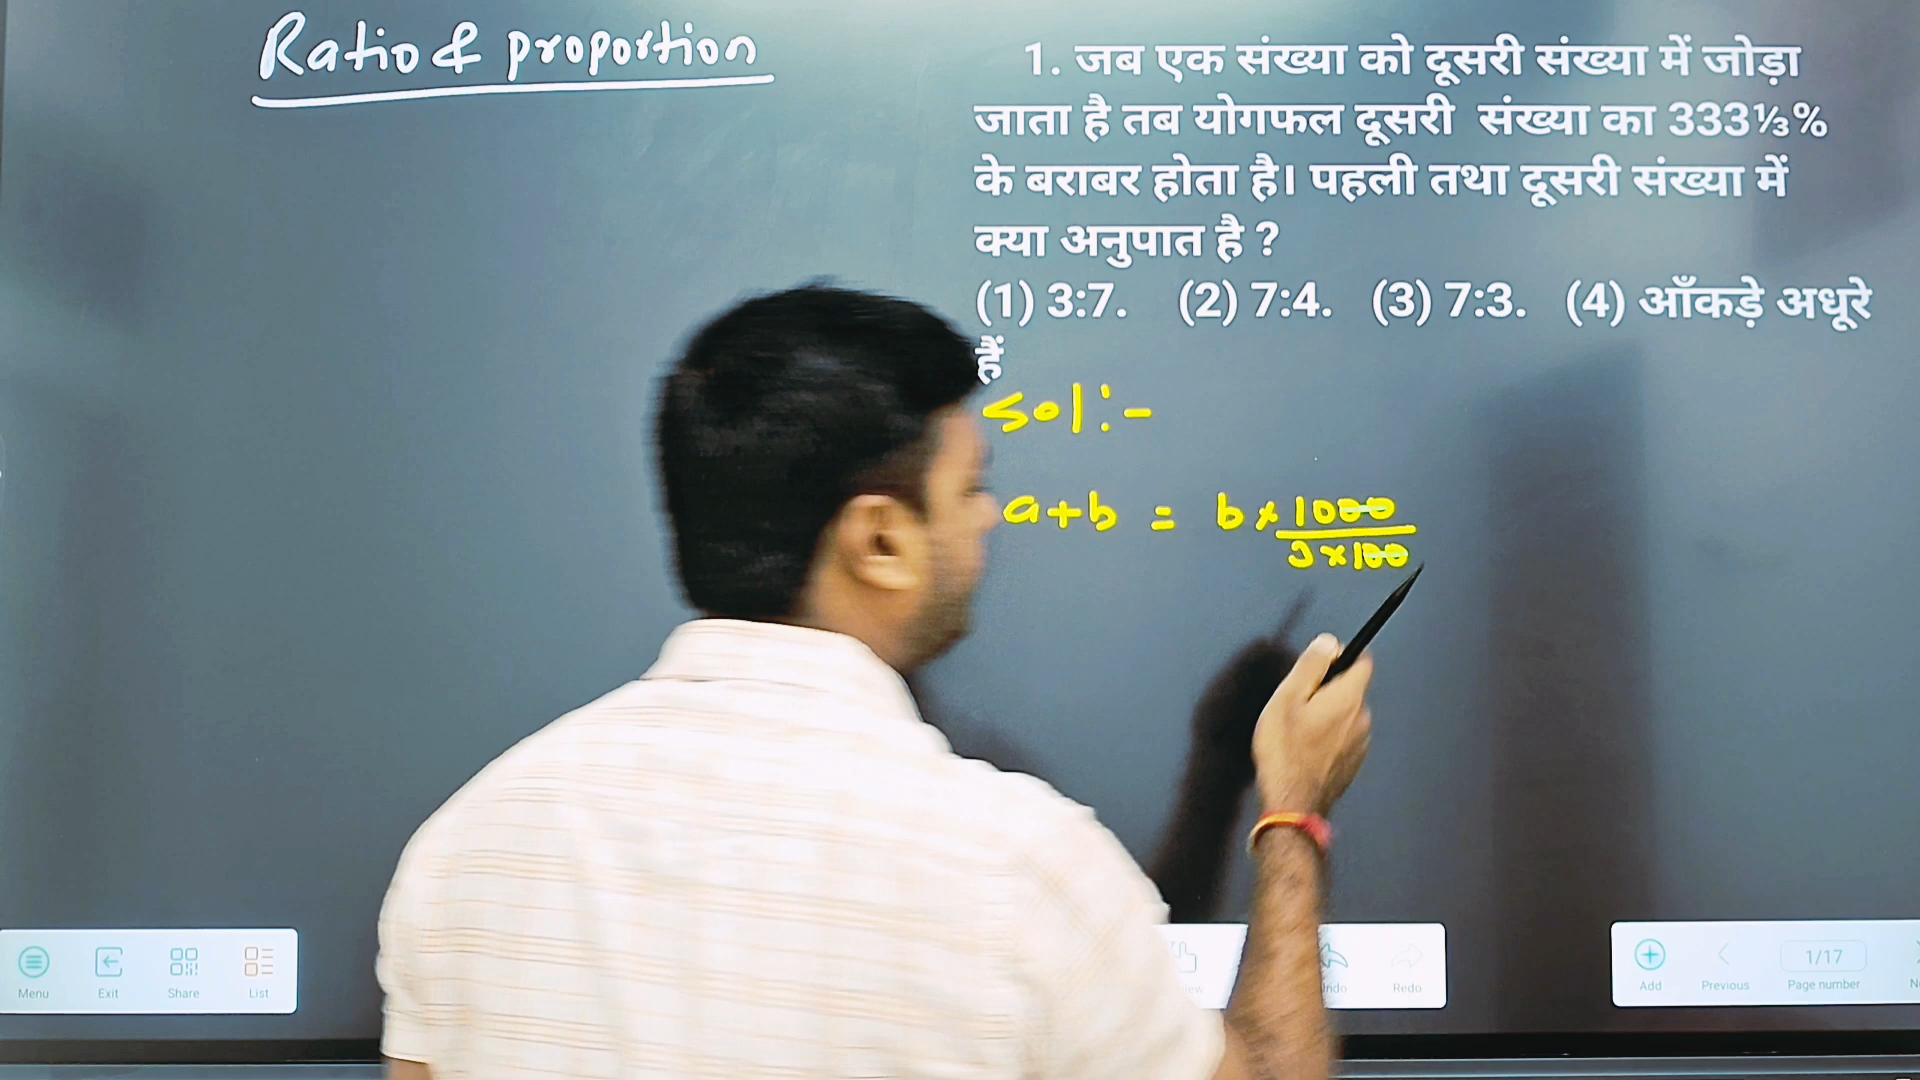 Ratio & proportion
1. जब एक संख्या को दूसरी संख्या में जोड़ा
जाता है तब योगफल दूसरी संख्या का 333⅓%
के बराबर होता है। पहली तथा दूसरी संख्या में
क्या अनुपात है ?
(1) 3:7. (2) 7:4. (3) 7:3. (4) आँकड़े अधूरे
हैं
Sol:-
a+b = b × 1000
3×100
Menu Exit Share List
Redo
Add Previous 1/17 Page number